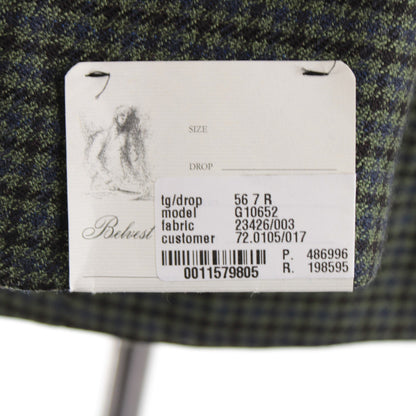 SIZE
DROP
Belvest
tg/drop 56 7 R
model G10652
fabric 23426/003
customer 72.0105/017
P. 486996
0011579805 R. 198595